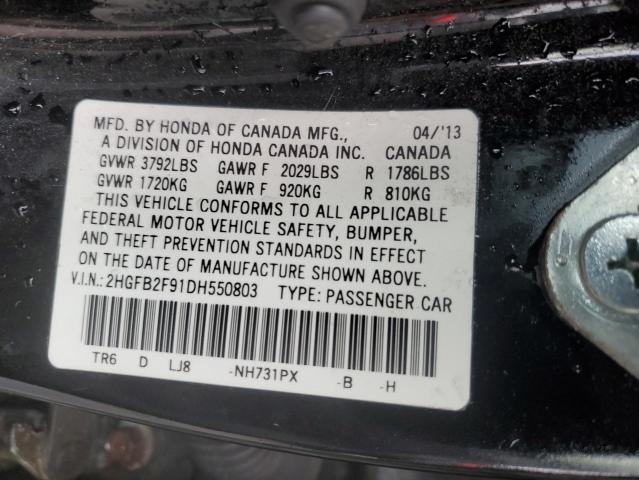 MFD. BY HONDA OF CANADA MFG., 04/'13
A DIVISION OF HONDA CANADA INC. CANADA
GVWR 3792LBS GAWR F 2029LBS R 1786LBS
GVWR 1720KG GAWR F 920KG R 810KG
THIS VEHICLE CONFORMS TO ALL APPLICABLE
FEDERAL MOTOR VEHICLE SAFETY, BUMPER,
AND THEFT PREVENTION STANDARDS IN EFFECT
ON THE DATE OF MANUFACTURE SHOWN ABOVE.
V.I.N.: 2HGFB2F91DH550803 TYPE: PASSENGER CAR
TR6 D LJ8 -NH731PX -B -H